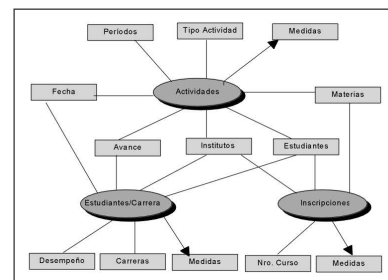 Períodos
Tipo Actividad
Medidas
Fecha
Actividades
Materias
Avance
Institutos
Estudiantes
Estudiantes/Carrera
Inscripciones
Desempeño
Carreras
Medidas
Nro. Curso
Medidas